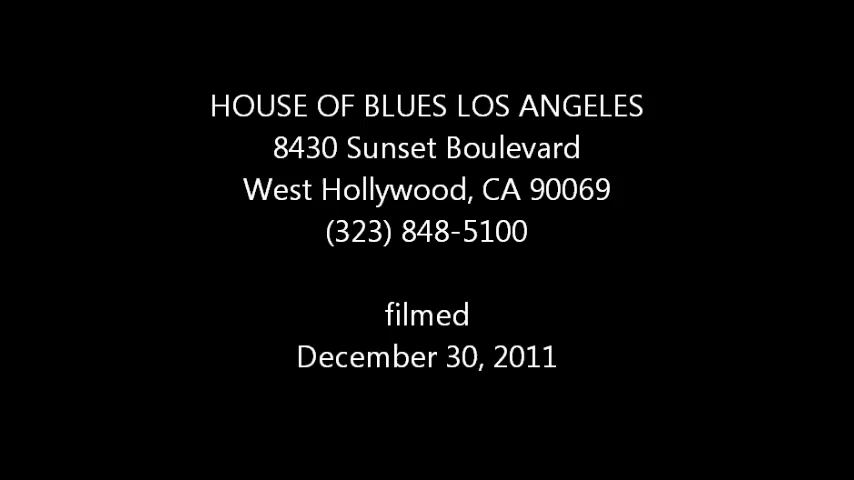 HOUSE OF BLUES LOS ANGELES
8430 Sunset Boulevard
West Hollywood, CA 90069
(323) 848-5100
filmed
December 30, 2011